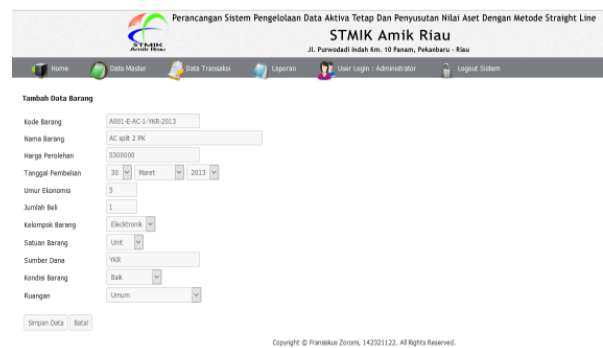 Perancangan Sistem Pengelolaan Data Aktiva Tetap Dan Penyusutan Nilai Aset Dengan Metode Straight Line
STMIK Amik Riau
Jl. Purwodadi Indah Km. 10 Panam, Pekanbaru - Riau
STMIK
Amik Riau
Home Data Master Data Transaksi Laporan User Login : Administrator Logout Sistem
Tambah Data Barang
Kode Barang A001-E-AC-1-YKR-2013
Nama Barang AC split 2 PK
Harga Perolehan 5300000
Tanggal Pembelian 30 Maret 2013
Umur Ekonomis 5
Jumlah Beli 1
Kelompok Barang Elecktronik
Satuan Barang Unit
Sumber Dana YKR
Kondisi Barang Baik
Ruangan Umum
Simpan Data Batal
Copyright © Fransiskus Zoromi, 142321122. All Rights Reserved.